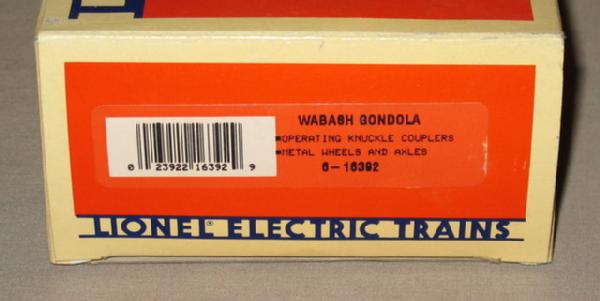 WABASH GONDOLA
OPERATING KNUCKLE COUPLERS
METAL WHEELS AND AXLES
6-16392
0 23922 16392 9
LIONEL® ELECTRIC TRAINS